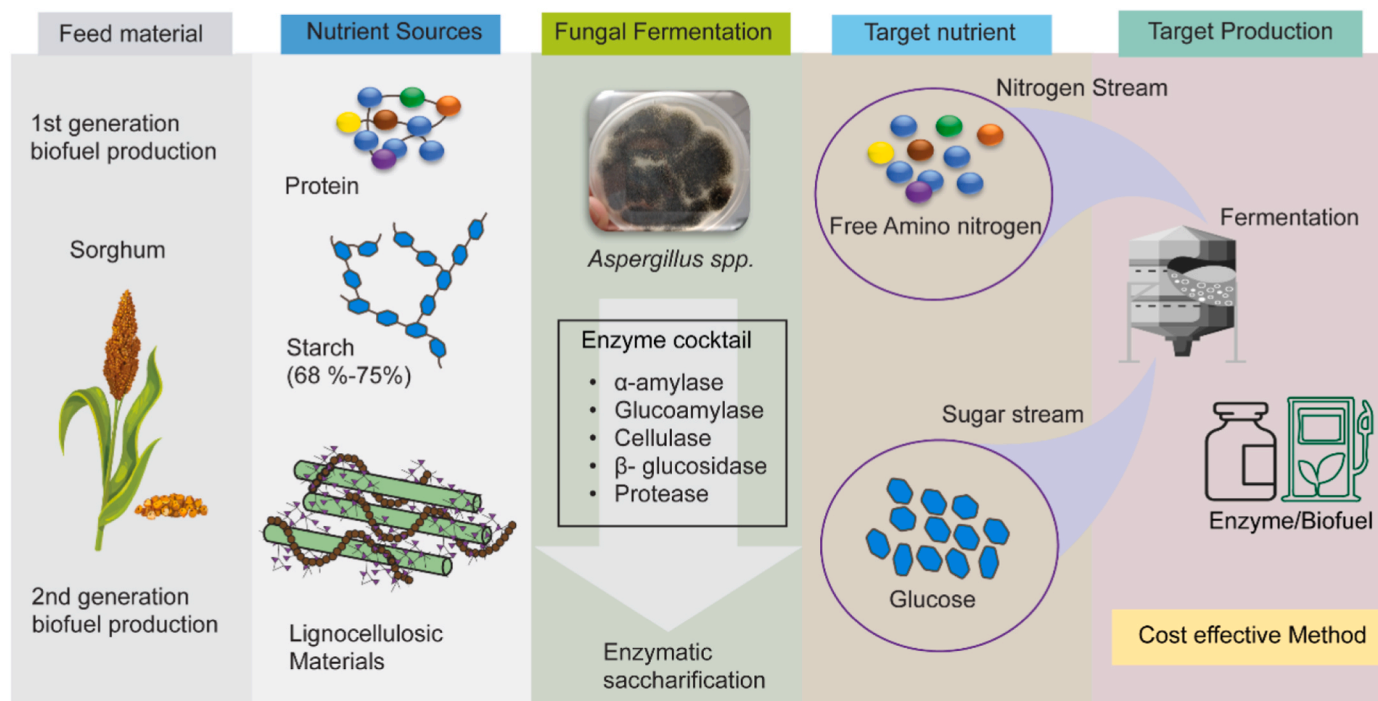 Feed material
Nutrient Sources
Fungal Fermentation
Target nutrient
Target Production
1st generation
biofuel production
Sorghum
2nd generation
biofuel production
Protein
Starch
(68 %-75%)
Lignocellulosic
Materials
Aspergillus spp.
Enzyme cocktail
• α-amylase
• Glucoamylase
• Cellulase
• β- glucosidase
• Protease
Enzymatic
saccharification
Nitrogen Stream
Free Amino nitrogen
Sugar stream
Glucose
Fermentation
Enzyme/Biofuel
Cost effective Method